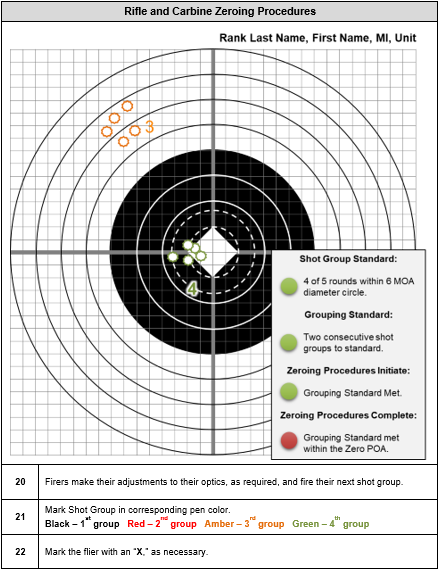 Rifle and Carbine Zeroing Procedures
Rank Last Name, First Name, MI, Unit
3
4
Shot Group Standard:
4 of 5 rounds within 6 MOA
diameter circle.
Grouping Standard:
Two consecutive shot
groups to standard.
Zeroing Procedures Initiate:
Grouping Standard Met.
Zeroing Procedures Complete:
Grouping Standard met
within the Zero POA.
20 Firers make their adjustments to their optics, as required, and fire their next shot group.
21 Mark Shot Group in corresponding pen color.
Black – 1st group Red – 2nd group Amber – 3rd group Green – 4th group
22 Mark the flier with an “X,” as necessary.